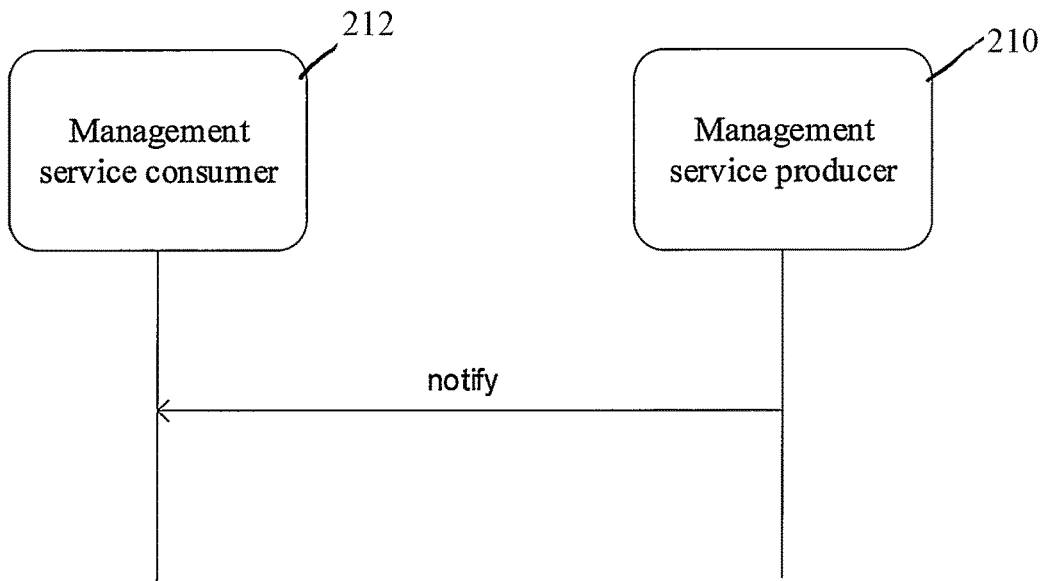 212
210
Management
service consumer
Management
service producer
notify